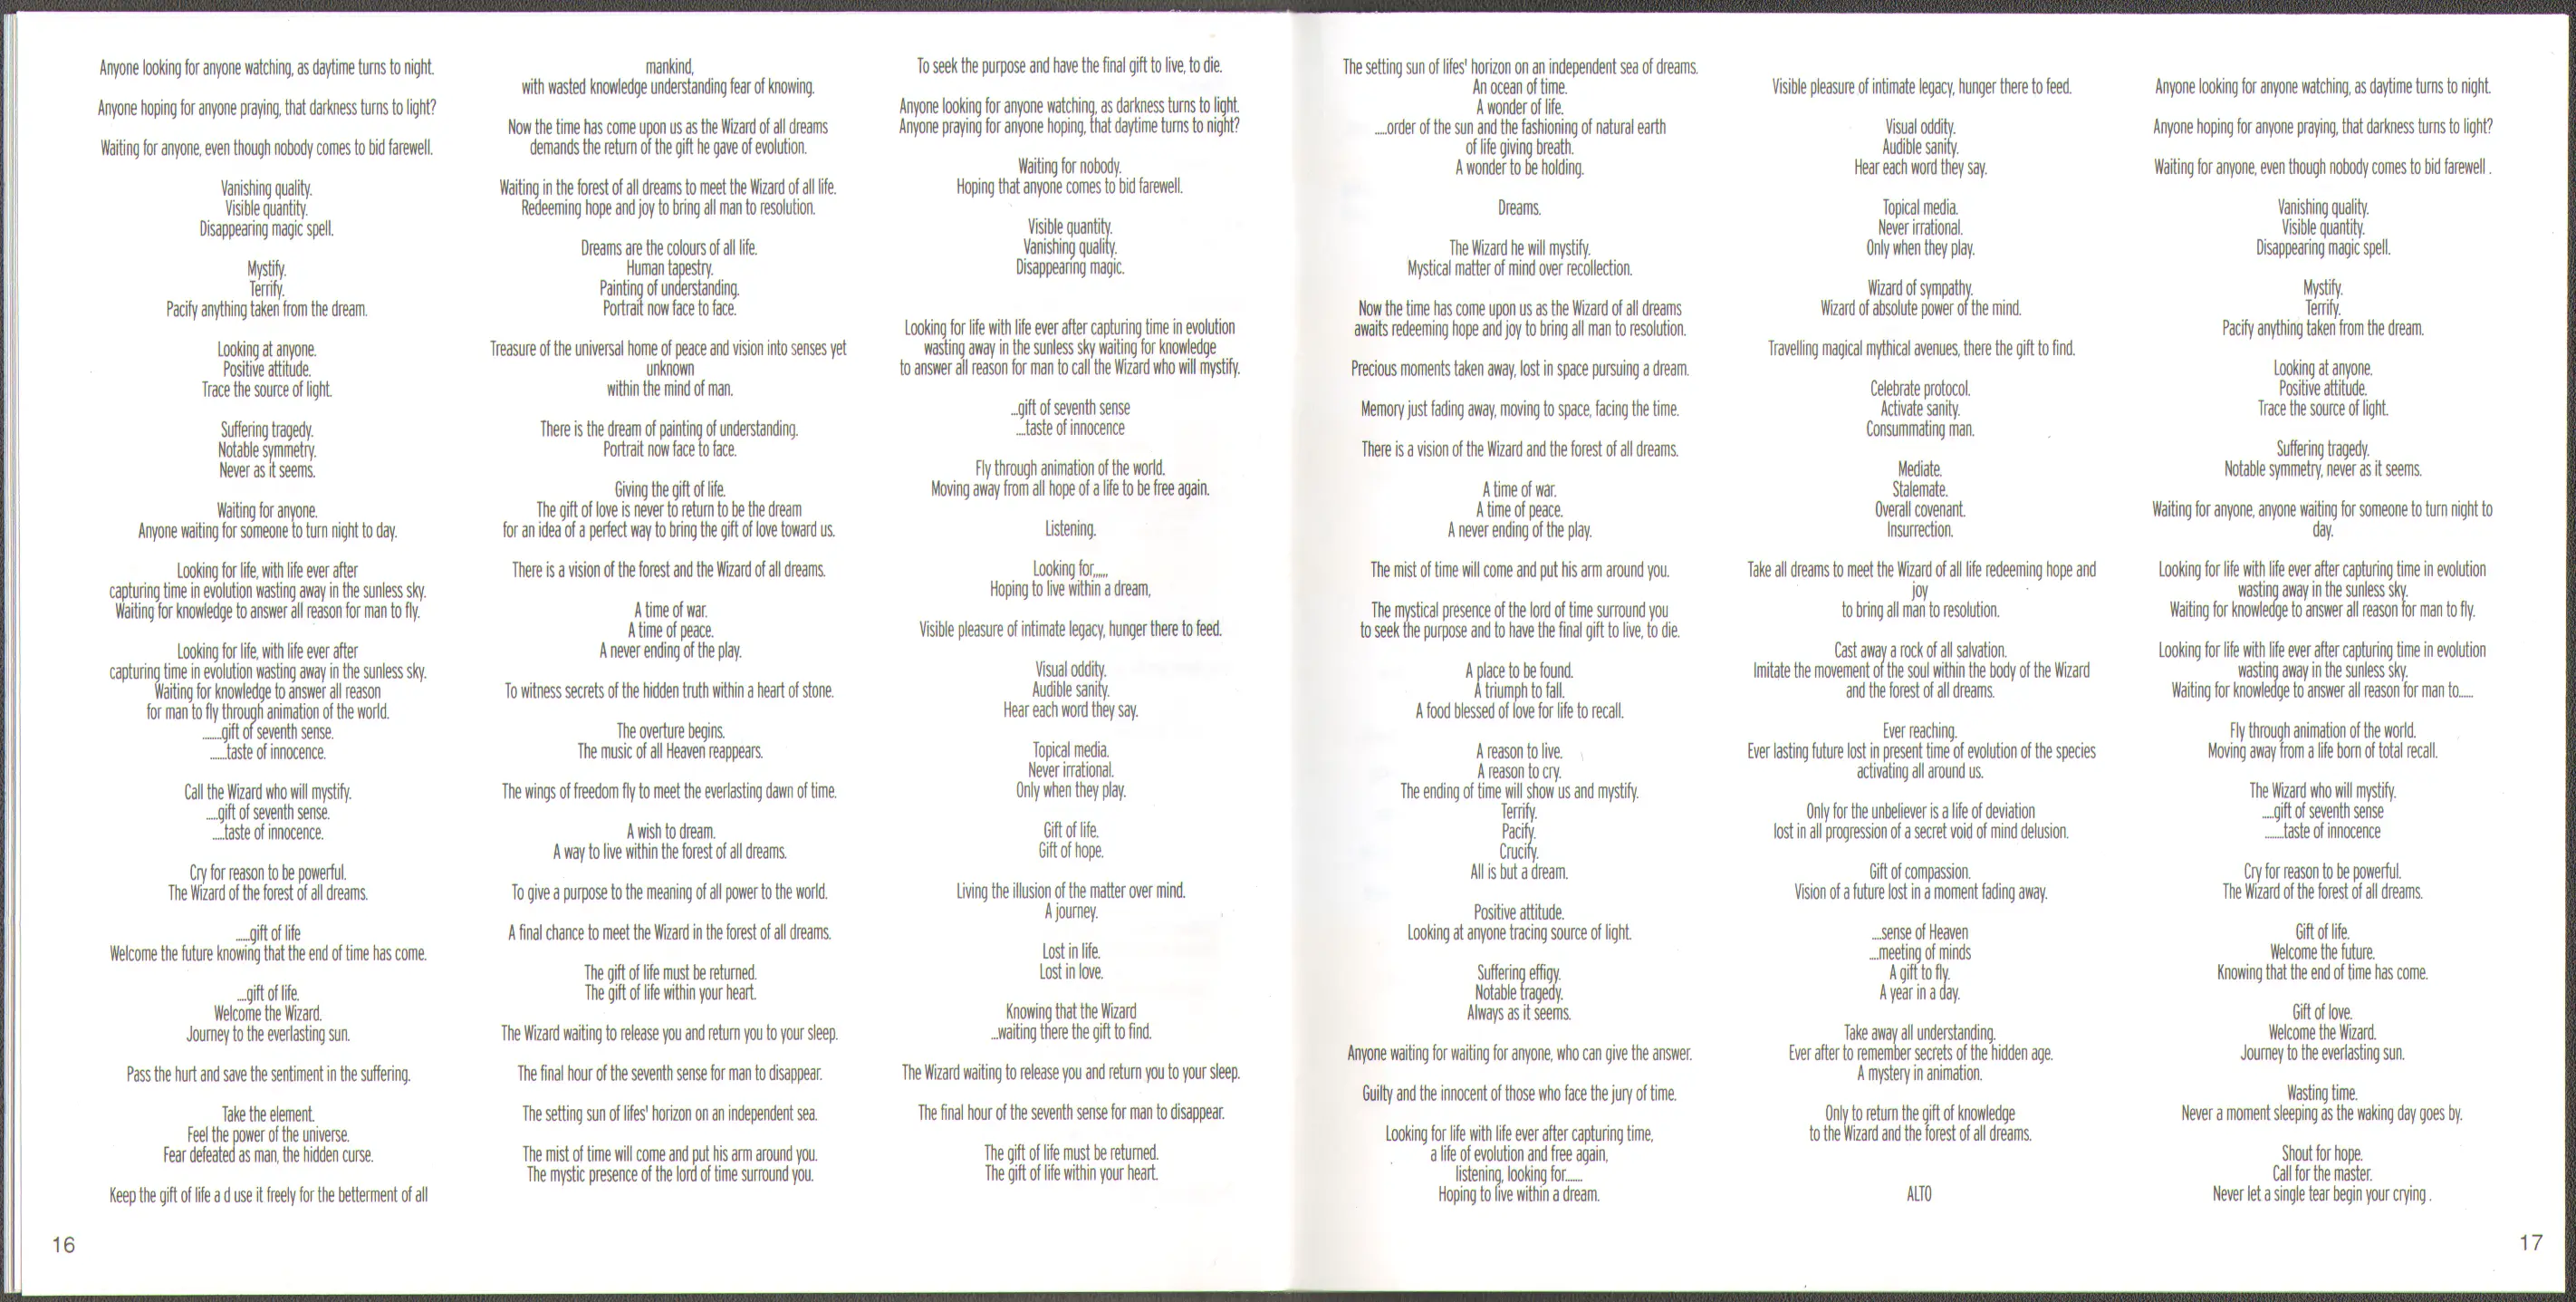 Anyone looking for anyone watching, as daytime turns to night.
Anyone hoping for anyone praying, that darkness turns to light?
Waiting for anyone, even though nobody comes to bid farewell.
Vanishing quality.
Visible quantity.
Disappearing magic spell.
Mystify.
Terrify.
Pacify anything taken from the dream.
Looking at anyone.
Positive attitude.
Trace the source of light.
Suffering tragedy.
Notable symmetry.
Never as it seems.
Waiting for anyone.
Anyone waiting for someone to turn night to day.
Looking for life, with life ever after
capturing time in evolution wasting away in the sunless sky.
Waiting for knowledge to answer all reason for man to fly.
Looking for life, with life ever after
capturing time in evolution wasting away in the sunless sky.
Waiting for knowledge to answer all reason
for man to fly through animation of the world.
.......gift of seventh sense.
......taste of innocence.
Call the Wizard who will mystify.
....gift of seventh sense.
....taste of innocence.
Cry for reason to be powerful.
The Wizard of the forest of all dreams.
.....gift of life
Welcome the future knowing that the end of time has come.
....gift of life.
Welcome the Wizard.
Journey to the everlasting sun.
Pass the hurt and save the sentiment in the suffering.
Take the element.
Feel the power of the universe.
Fear defeated as man, the hidden curse.
Keep the gift of life a d use it freely for the betterment of all
16
mankind,
with wasted knowledge understanding fear of knowing.
Now the time has come upon us as the Wizard of all dreams
demands the return of the gift he gave of evolution.
Waiting in the forest of all dreams to meet the Wizard of all life.
Redeeming hope and joy to bring all man to resolution.
Dreams are the colours of all life.
Human tapestry.
Painting of understanding.
Portrait now face to face.
Treasure of the universal home of peace and vision into senses yet
unknown
within the mind of man.
There is the dream of painting of understanding.
Portrait now face to face.
Giving the gift of life.
The gift of love is never to return to be the dream
for an idea of a perfect way to bring the gift of love toward us.
There is a vision of the forest and the Wizard of all dreams.
A time of war.
A time of peace.
A never ending of the play.
To witness secrets of the hidden truth within a heart of stone.
The overture begins.
The music of all Heaven reappears.
The wings of freedom fly to meet the everlasting dawn of time.
A wish to dream.
A way to live within the forest of all dreams.
To give a purpose to the meaning of all power to the world.
A final chance to meet the Wizard in the forest of all dreams.
The gift of life must be returned.
The gift of life within your heart.
The Wizard waiting to release you and return you to your sleep.
The final hour of the seventh sense for man to disappear.
The setting sun of lifes' horizon on an independent sea.
The mist of time will come and put his arm around you.
The mystic presence of the lord of time surround you.
To seek the purpose and have the final gift to live, to die.
Anyone looking for anyone watching, as darkness turns to light.
Anyone praying for anyone hoping, that daytime turns to night?
Waiting for nobody.
Hoping that anyone comes to bid farewell.
Visible quantity.
Vanishing quality.
Disappearing magic.
Looking for life with life ever after capturing time in evolution
wasting away in the sunless sky waiting for knowledge
to answer all reason for man to call the Wizard who will mystify.
...gift of seventh sense
....taste of innocence
Fly through animation of the world.
Moving away from all hope of a life to be free again.
Listening.
Looking for.....,
Hoping to live within a dream,
Visible pleasure of intimate legacy, hunger there to feed.
Visual oddity.
Audible sanity.
Hear each word they say.
Topical media.
Never irrational.
Only when they play.
Gift of life.
Gift of hope.
Living the illusion of the matter over mind.
A journey.
Lost in life.
Lost in love.
Knowing that the Wizard
...waiting there the gift to find.
The Wizard waiting to release you and return you to your sleep.
The final hour of the seventh sense for man to disappear.
The gift of life must be returned.
The gift of life within your heart.
The setting sun of lifes' horizon on an independent sea of dreams.
An ocean of time.
A wonder of life.
.....order of the sun and the fashioning of natural earth
of life giving breath.
A wonder to be holding.
Dreams.
The Wizard he will mystify.
Mystical matter of mind over recollection.
Now the time has come upon us as the Wizard of all dreams
awaits redeeming hope and joy to bring all man to resolution.
Precious moments taken away, lost in space pursuing a dream.
Memory just fading away, moving to space, facing the time.
There is a vision of the Wizard and the forest of all dreams.
A time of war.
A time of peace.
A never ending of the play.
The mist of time will come and put his arm around you.
The mystical presence of the lord of time surround you
to seek the purpose and to have the final gift to live, to die.
A place to be found.
A triumph to fall.
A food blessed of love for life to recall.
A reason to live.
A reason to cry.
The ending of time will show us and mystify.
Terrify.
Pacify.
Crucify.
All is but a dream.
Positive attitude.
Looking at anyone tracing source of light.
Suffering effigy.
Notable tragedy.
Always as it seems.
Anyone waiting for waiting for anyone, who can give the answer.
Guilty and the innocent of those who face the jury of time.
Looking for life with life ever after capturing time,
a life of evolution and free again,
listening, looking for.......
Hoping to live within a dream.
Visible pleasure of intimate legacy, hunger there to feed.
Visual oddity.
Audible sanity.
Hear each word they say.
Topical media.
Never irrational.
Only when they play.
Wizard of sympathy.
Wizard of absolute power of the mind.
Travelling magical mythical avenues, there the gift to find.
Celebrate protocol.
Activate sanity.
Consummating man.
Mediate.
Stalemate.
Overall covenant.
Insurrection.
Take all dreams to meet the Wizard of all life redeeming hope and
joy
to bring all man to resolution.
Cast away a rock of all salvation.
Imitate the movement of the soul within the body of the Wizard
and the forest of all dreams.
Ever reaching.
Ever lasting future lost in present time of evolution of the species
activating all around us.
Only for the unbeliever is a life of deviation
lost in all progression of a secret void of mind delusion.
Gift of compassion.
Vision of a future lost in a moment fading away.
....sense of Heaven
....meeting of minds
A gift to fly.
A year in a day.
Take away all understanding.
Ever after to remember secrets of the hidden age.
A mystery in animation.
Only to return the gift of knowledge
to the Wizard and the forest of all dreams.
ALTO
Anyone looking for anyone watching, as daytime turns to night.
Anyone hoping for anyone praying, that darkness turns to light?
Waiting for anyone, even though nobody comes to bid farewell .
Vanishing quality.
Visible quantity.
Disappearing magic spell.
Mystify.
Terrify.
Pacify anything taken from the dream.
Looking at anyone.
Positive attitude.
Trace the source of light.
Suffering tragedy.
Notable symmetry, never as it seems.
Waiting for anyone, anyone waiting for someone to turn night to
day.
Looking for life with life ever after capturing time in evolution
wasting away in the sunless sky.
Waiting for knowledge to answer all reason for man to fly.
Looking for life with life ever after capturing time in evolution
wasting away in the sunless sky.
Waiting for knowledge to answer all reason for man to.....
Fly through animation of the world.
Moving away from a life born of total recall.
The Wizard who will mystify.
....gift of seventh sense
.......taste of innocence
Cry for reason to be powerful.
The Wizard of the forest of all dreams.
Gift of life.
Welcome the future.
Knowing that the end of time has come.
Gift of love.
Welcome the Wizard.
Journey to the everlasting sun.
Wasting time.
Never a moment sleeping as the waking day goes by.
Shout for hope.
Call for the master.
Never let a single tear begin your crying .
17